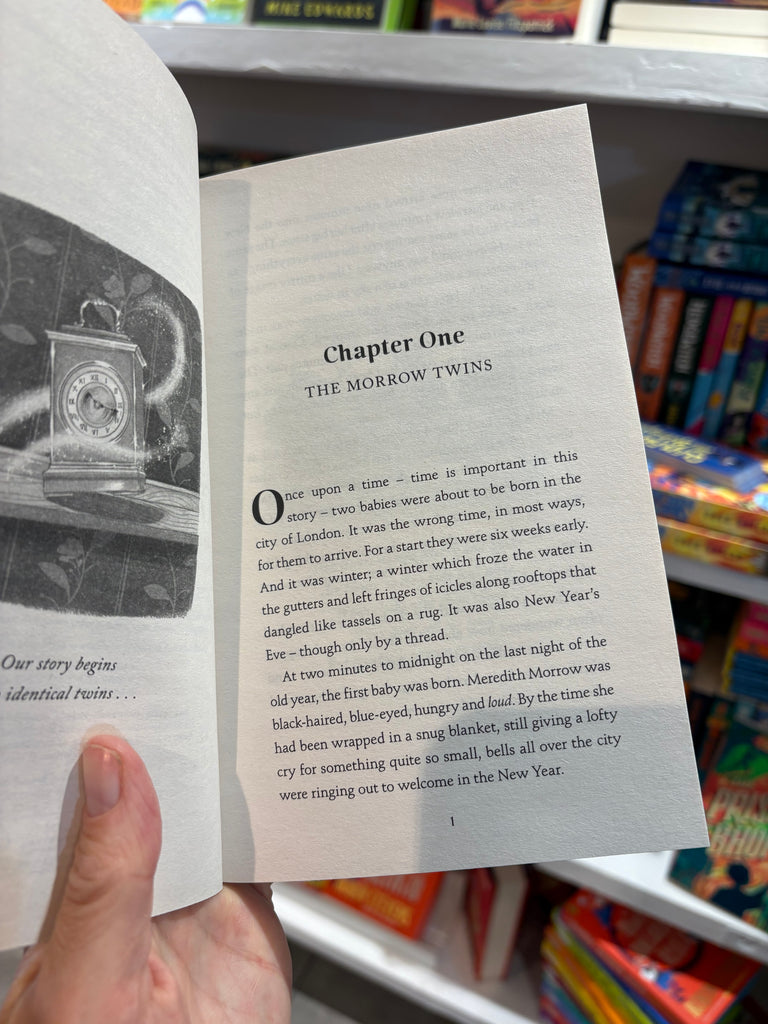 MIKE EDWARDS
Our story begins
identical twins . . .
Chapter One
THE MORROW TWINS
Once upon a time – time is important in this
story – two babies were about to be born in the
city of London. It was the wrong time, in most ways,
for them to arrive. For a start they were six weeks early.
And it was winter; a winter which froze the water in
the gutters and left fringes of icicles along rooftops that
dangled like tassels on a rug. It was also New Year’s
Eve – though only by a thread.
At two minutes to midnight on the last night of the
old year, the first baby was born. Meredith Morrow was
black-haired, blue-eyed, hungry and loud. By the time she
had been wrapped in a snug blanket, still giving a lofty
cry for something quite so small, bells all over the city
were ringing out to welcome in the New Year.
1